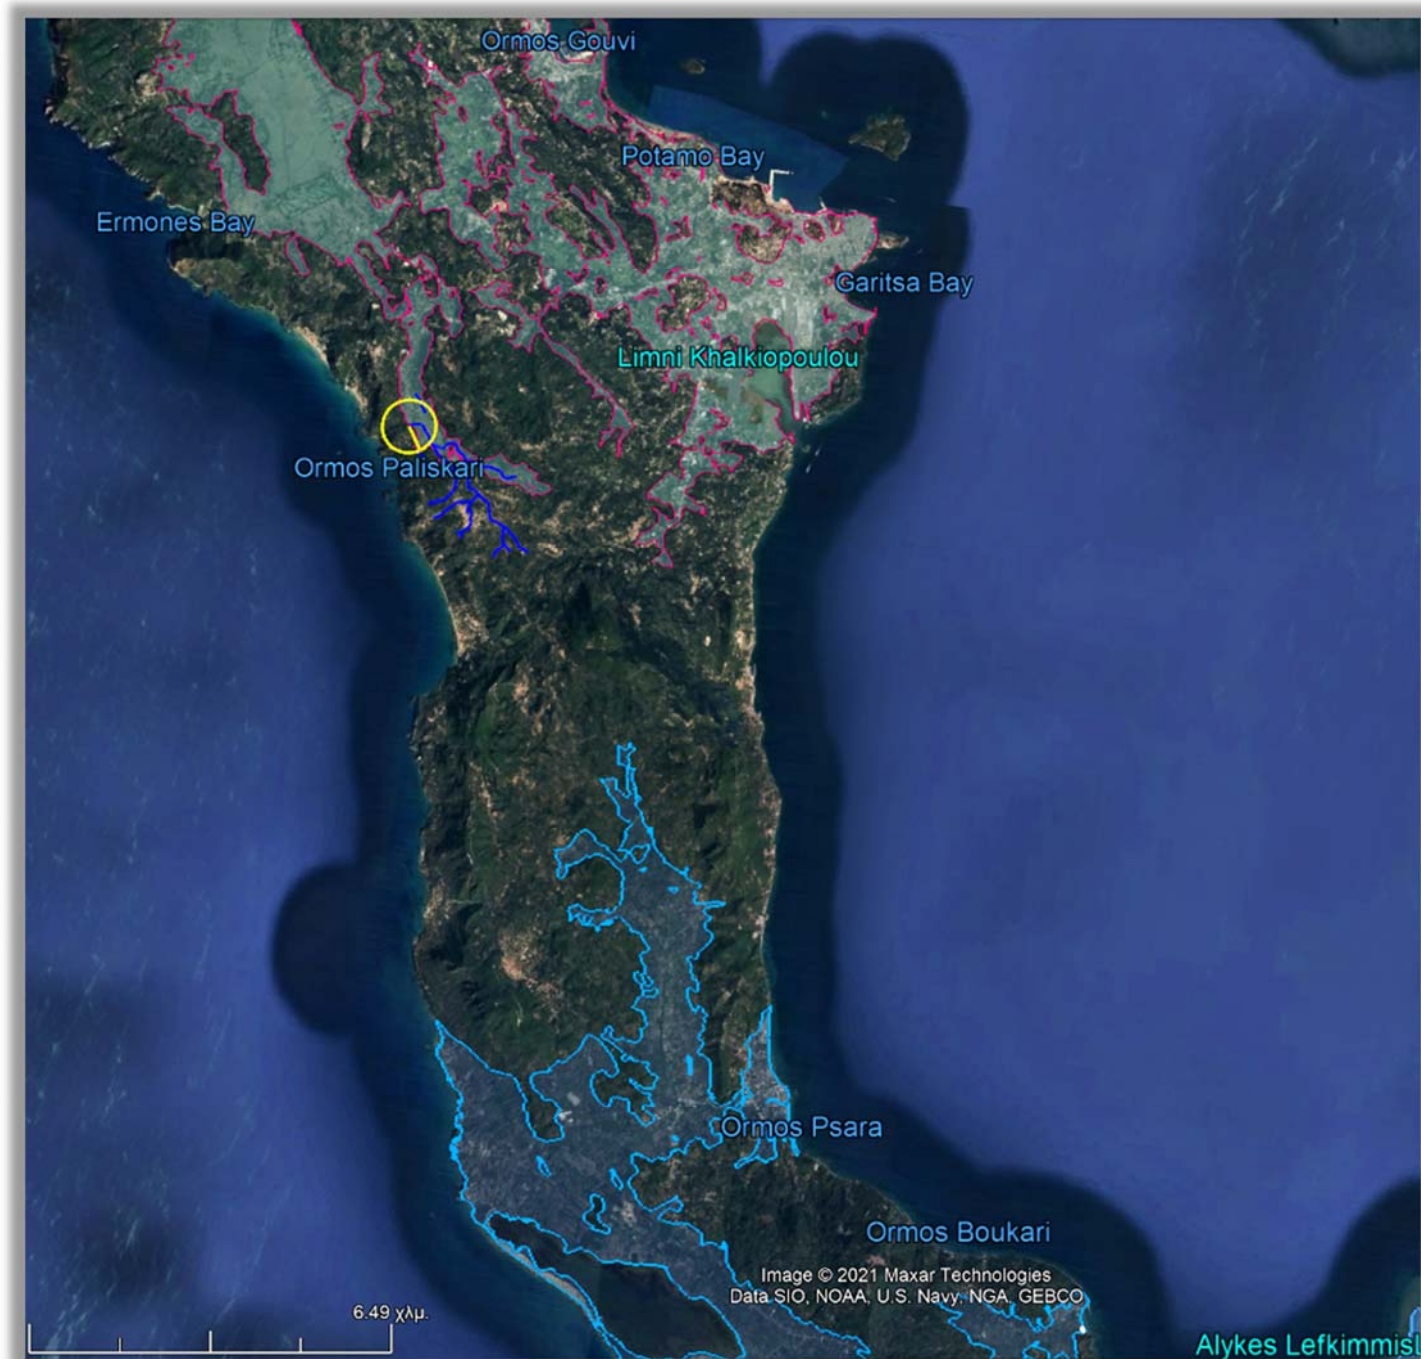 Ormos Gouvi
Potamo Bay
Ermones Bay
Garitsa Bay
Limni Khalkiopoulou
Ormos Paliskari
Ormos Psara
Ormos Boukari
Image © 2021 Maxar Technologies
Data SIO, NOAA, U.S. Navy, NGA, GEBCO
6.49 χλμ.
Alykes